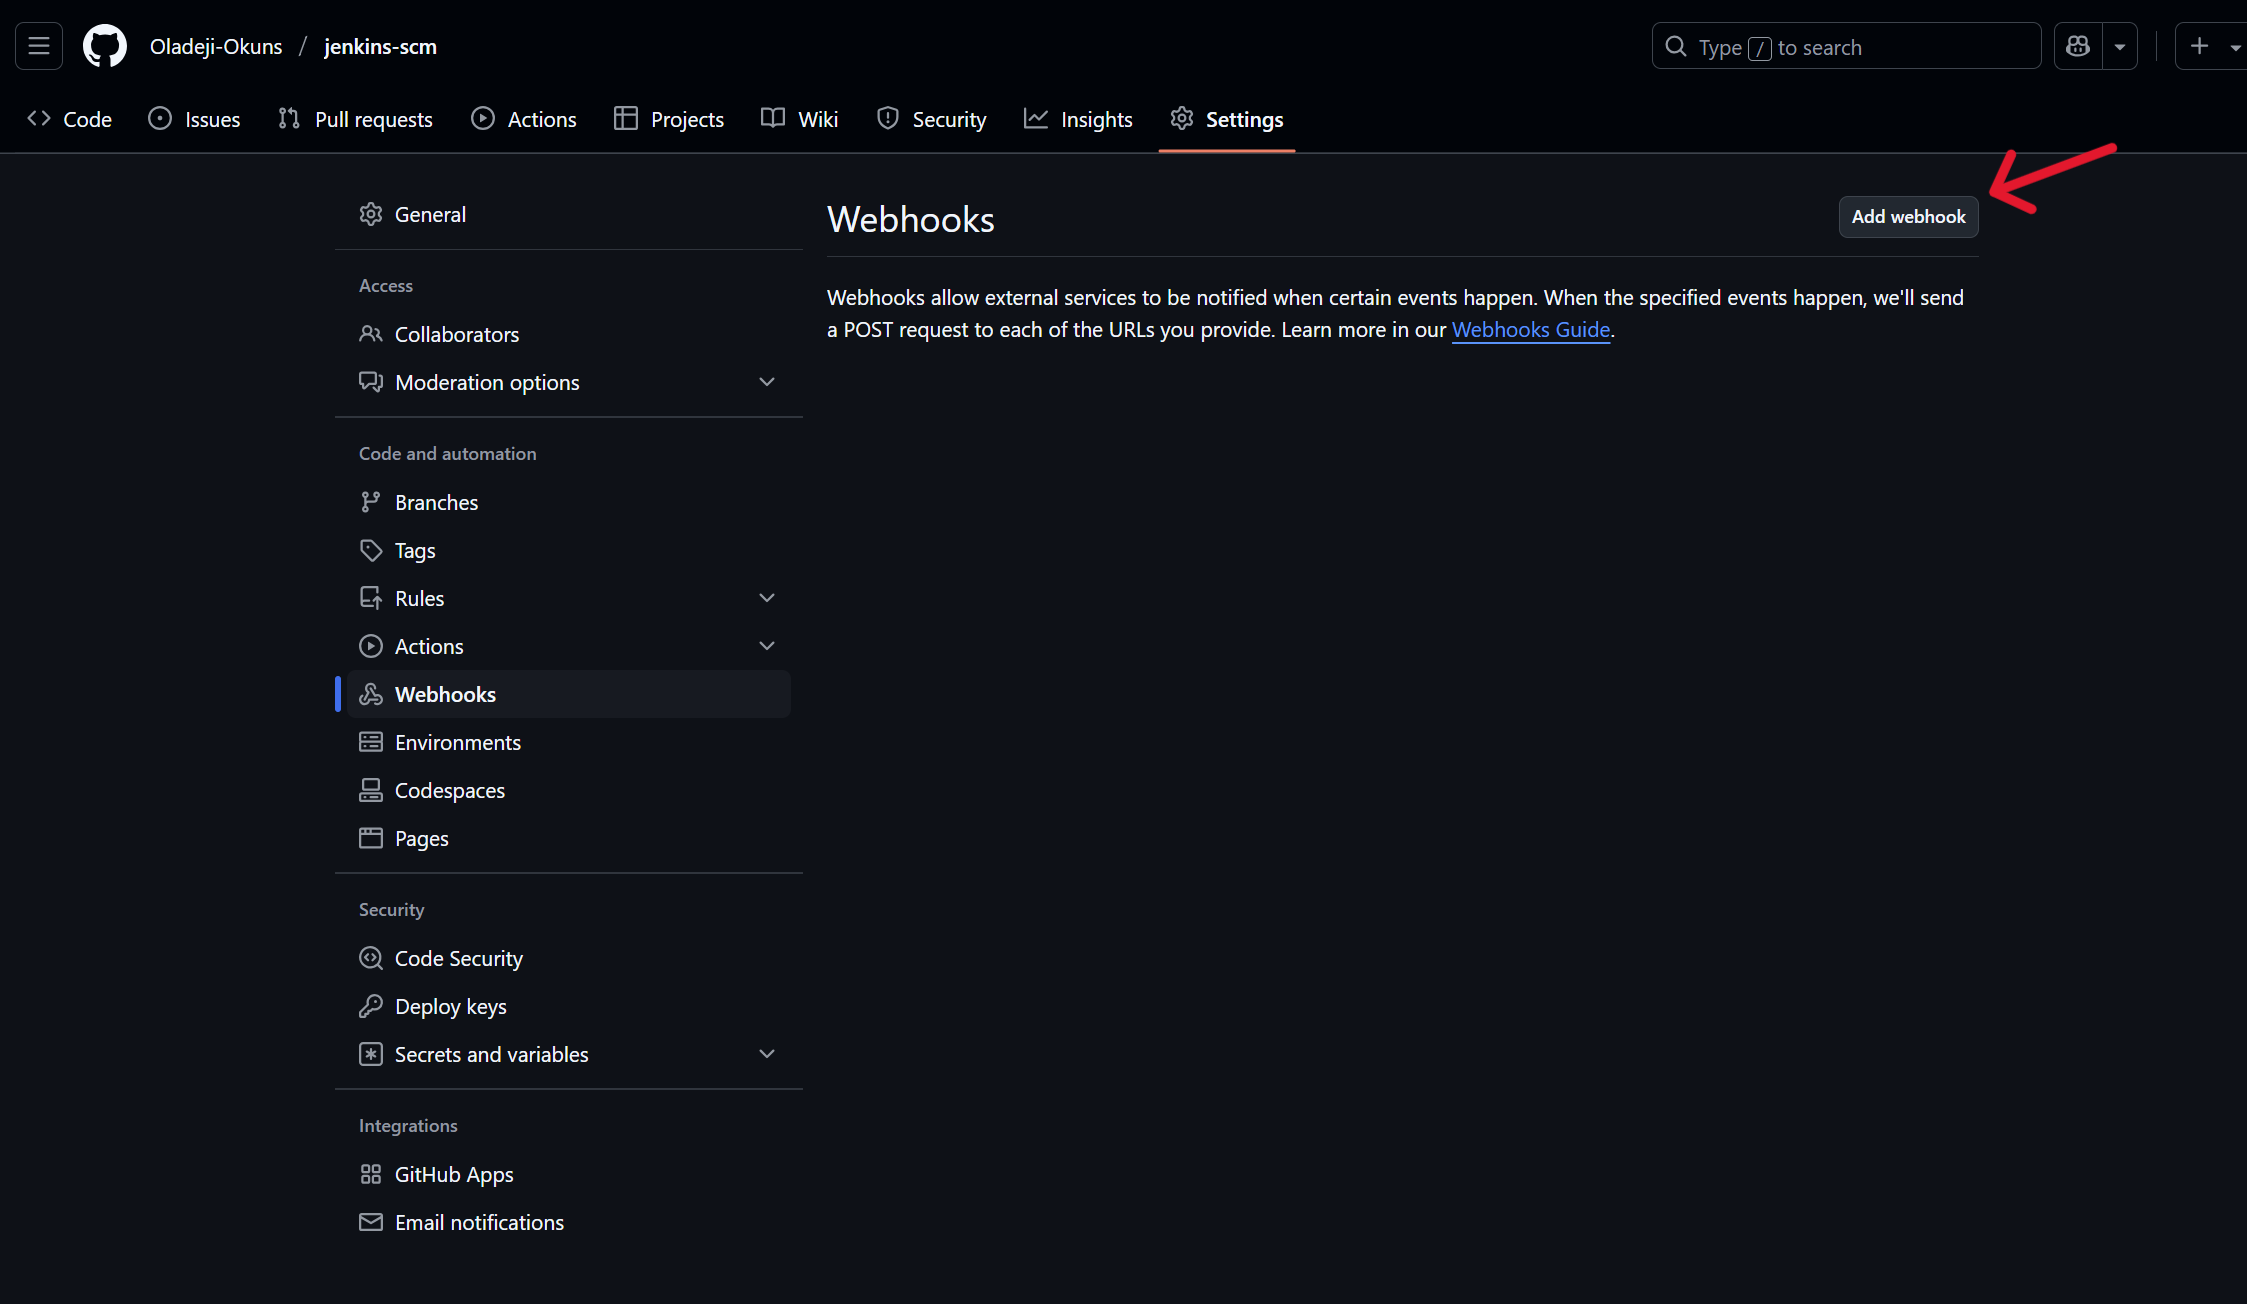 Oladeji-Okuns / jenkins-scm
Type / to search
Code
Issues
Pull requests
Actions
Projects
Wiki
Security
Insights
Settings
General
Access
Collaborators
Moderation options
Code and automation
Branches
Tags
Rules
Actions
Webhooks
Environments
Codespaces
Pages
Security
Code Security
Deploy keys
Secrets and variables
Integrations
GitHub Apps
Email notifications
Webhooks
Add webhook
Webhooks allow external services to be notified when certain events happen. When the specified events happen, we'll send
a POST request to each of the URLs you provide. Learn more in our Webhooks Guide.